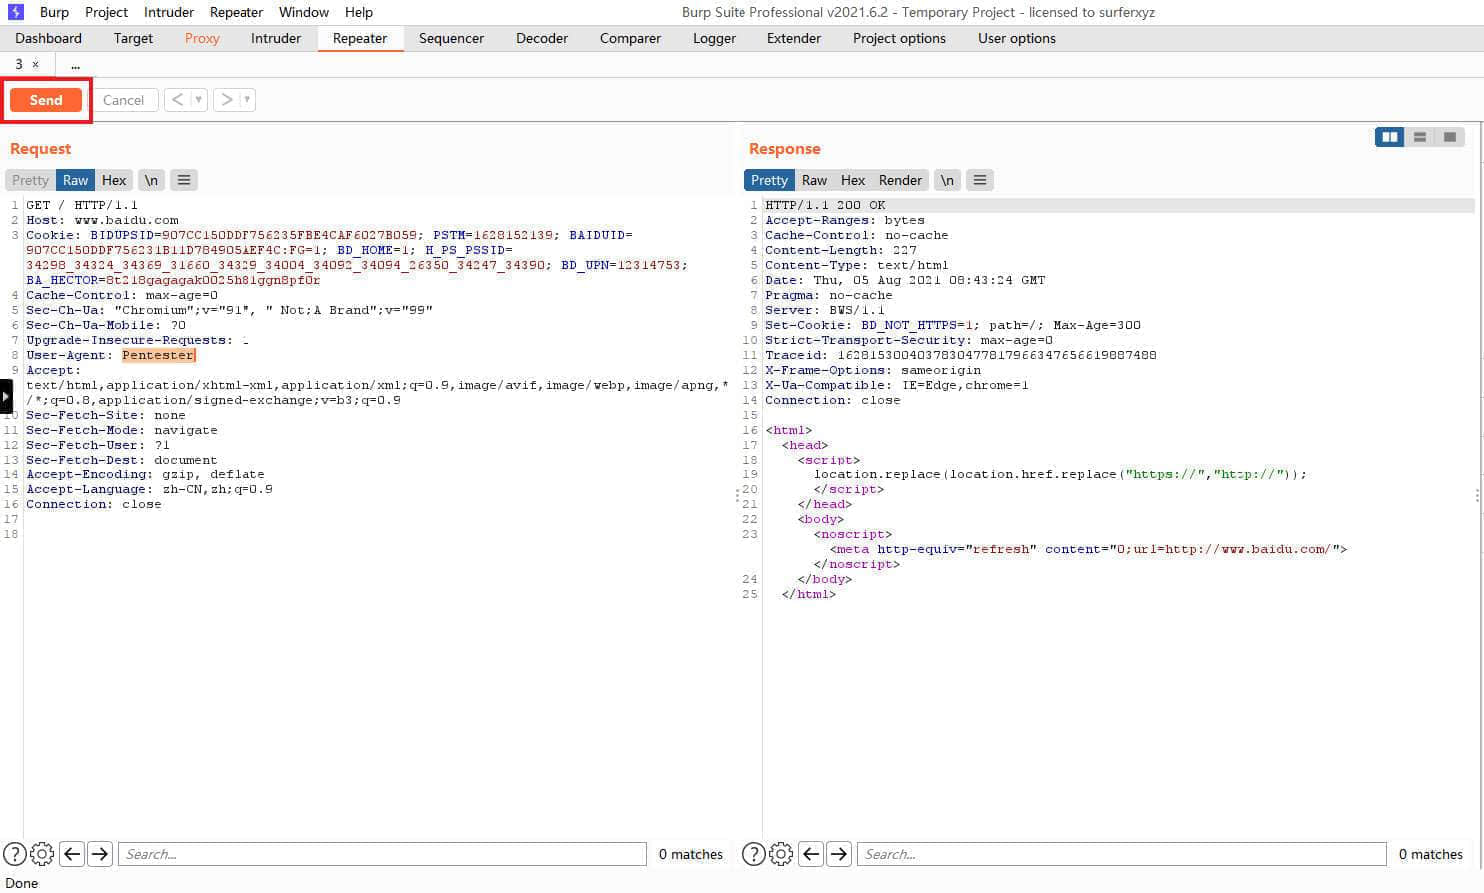 Burp Project Intruder Repeater Window Help Burp Suite Professional v2021.6.2 - Temporary Project - licensed to surferxyz
Dashboard Target Proxy Intruder Repeater Sequencer Decoder Comparer Logger Extender Project options User options
3 × ...
Send Cancel < >
Request
Pretty Raw Hex \n
1 GET / HTTP/1.1
2 Host: www.baidu.com
3 Cookie: BIDUPSID=907CC150DDF756235FBE4CAF6027B059; PSTM=1628152139; BAIDUID=
907CC150DDF756231B11D784905AEF4C:FG=1; BD_HOME=1; H_PS_PSSID=
34298_34324_34369_31660_34329_34004_34092_34094_26350_34247_34390; BD_UPN=12314753;
BA_HECTOR=8t218gagagak0025h81ggn8pf0r
4 Cache-Control: max-age=0
5 Sec-Ch-Ua: "Chromium";v="91", " Not;A Brand";v="99"
6 Sec-Ch-Ua-Mobile: ?0
7 Upgrade-Insecure-Requests: 1
8 User-Agent: Pentester
9 Accept:
text/html,application/xhtml+xml,application/xml;q=0.9,image/avif,image/webp,image/apng,*
/*;q=0.8,application/signed-exchange;v=b3;q=0.9
10 Sec-Fetch-Site: none
11 Sec-Fetch-Mode: navigate
12 Sec-Fetch-User: ?1
13 Sec-Fetch-Dest: document
14 Accept-Encoding: gzip, deflate
15 Accept-Language: zh-CN,zh;q=0.9
16 Connection: close
17
18
Search... 0 matches
Response
Pretty Raw Hex Render \n
1 HTTP/1.1 200 OK
2 Accept-Ranges: bytes
3 Cache-Control: no-cache
4 Content-Length: 227
5 Content-Type: text/html
6 Date: Thu, 05 Aug 2021 08:43:24 GMT
7 Pragma: no-cache
8 Server: BWS/1.1
9 Set-Cookie: BD_NOT_HTTPS=1; path=/; Max-Age=300
10 Strict-Transport-Security: max-age=0
11 Traceid: 1628153004037830477817966347656619887488
12 X-Frame-Options: sameorigin
13 X-Ua-Compatible: IE=Edge,chrome=1
14 Connection: close
15
16 <html>
17 <head>
18 <script>
19 location.replace(location.href.replace("https://","http://"));
20 </script>
21 </head>
22 <body>
23 <noscript>
<meta http-equiv="refresh" content="0;url=http://www.baidu.com/">
</noscript>
24 </body>
25 </html>
Search... 0 matches
Done